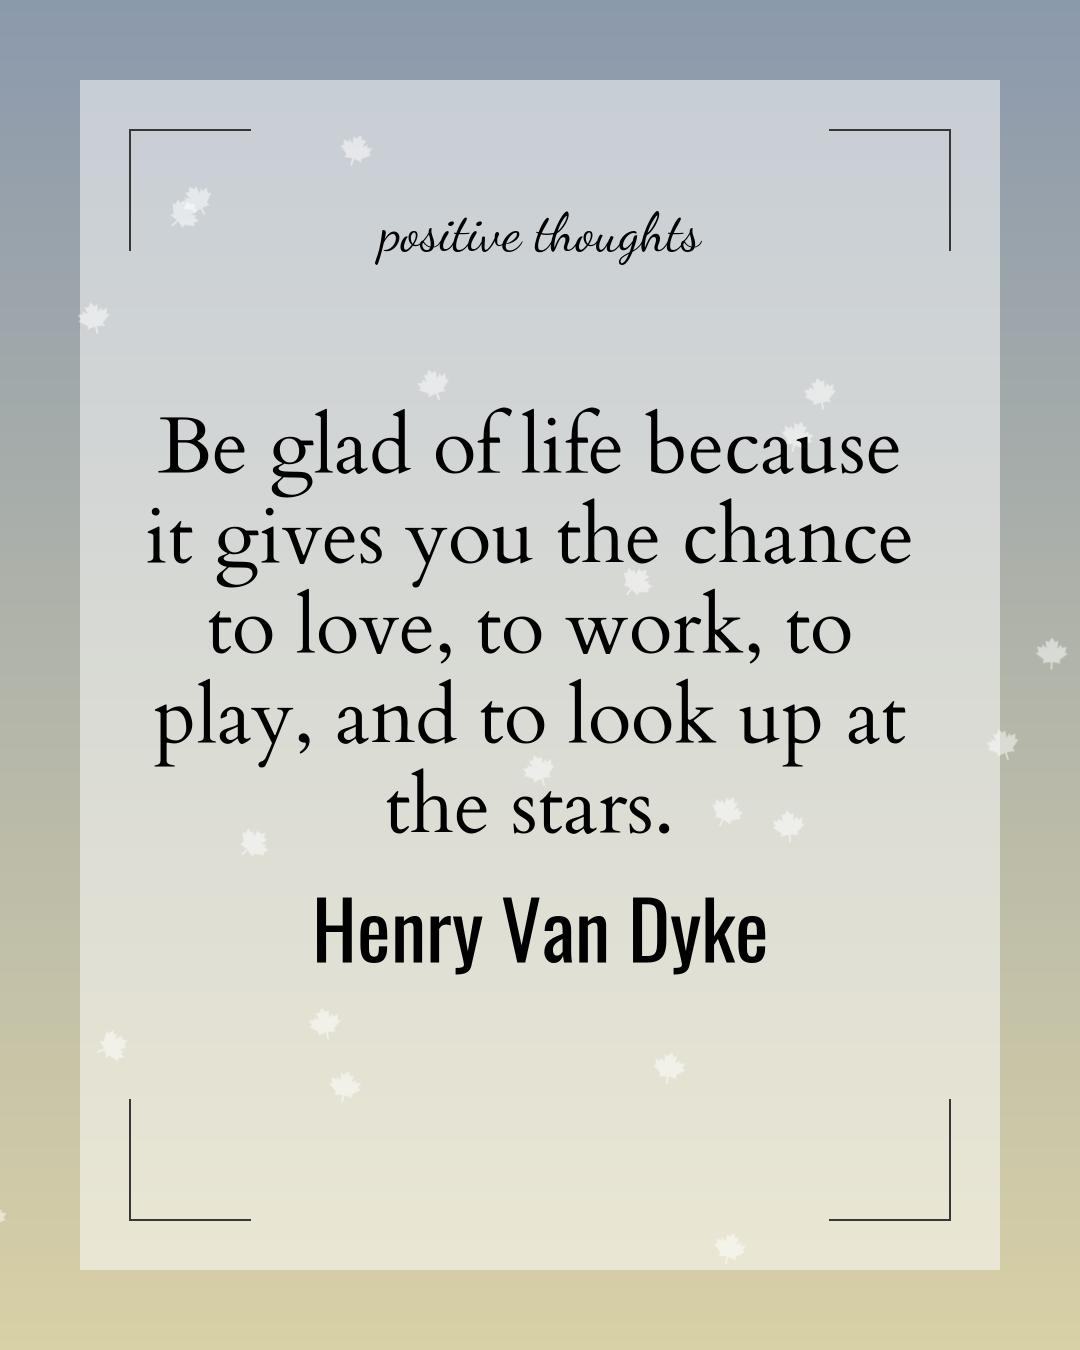 positive thoughts
Be glad of life because
it gives you the chance
to love, to work, to
play, and to look up at
the stars.
Henry Van Dyke